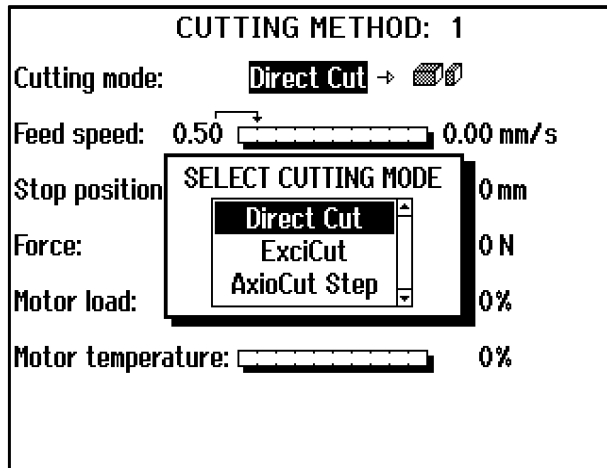 CUTTING METHOD: 1
Cutting mode: Direct Cut
Feed speed: 0.50 0.00 mm/s
Stop position 0 mm
SELECT CUTTING MODE
Direct Cut
ExciCut
AxioCut Step
Force: 0 N
Motor load: 0%
Motor temperature: 0%